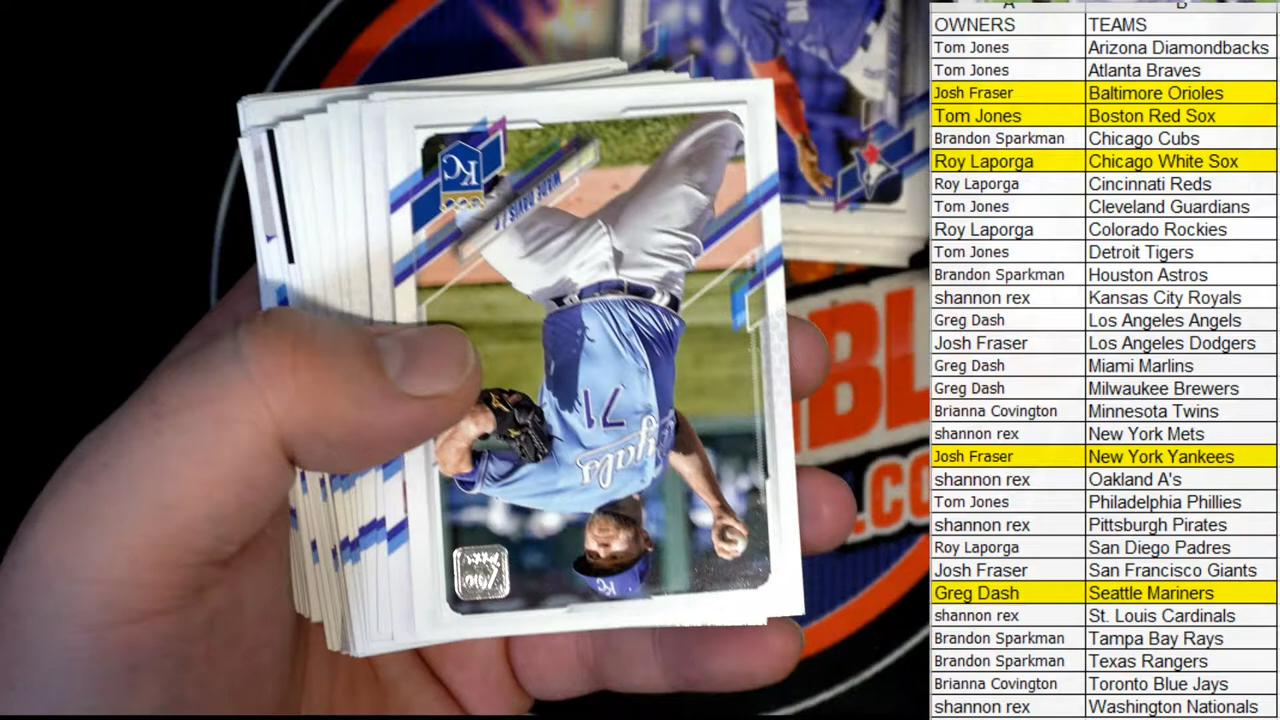 A B
OWNERS TEAMS
Tom Jones Arizona Diamondbacks
Tom Jones Atlanta Braves
Josh Fraser Baltimore Orioles
Tom Jones Boston Red Sox
Brandon Sparkman Chicago Cubs
Roy Laporga Chicago White Sox
Roy Laporga Cincinnati Reds
Tom Jones Cleveland Guardians
Roy Laporga Colorado Rockies
Tom Jones Detroit Tigers
Brandon Sparkman Houston Astros
shannon rex Kansas City Royals
Greg Dash Los Angeles Angels
Josh Fraser Los Angeles Dodgers
Greg Dash Miami Marlins
Greg Dash Milwaukee Brewers
Brianna Covington Minnesota Twins
shannon rex New York Mets
Josh Fraser New York Yankees
shannon rex Oakland A's
Tom Jones Philadelphia Phillies
shannon rex Pittsburgh Pirates
Roy Laporga San Diego Padres
Josh Fraser San Francisco Giants
Greg Dash Seattle Mariners
shannon rex St. Louis Cardinals
Brandon Sparkman Tampa Bay Rays
Brandon Sparkman Texas Rangers
Brianna Covington Toronto Blue Jays
shannon rex Washington Nationals
KC
WADE DAVIS
71
Royals
KC
BL
.CO